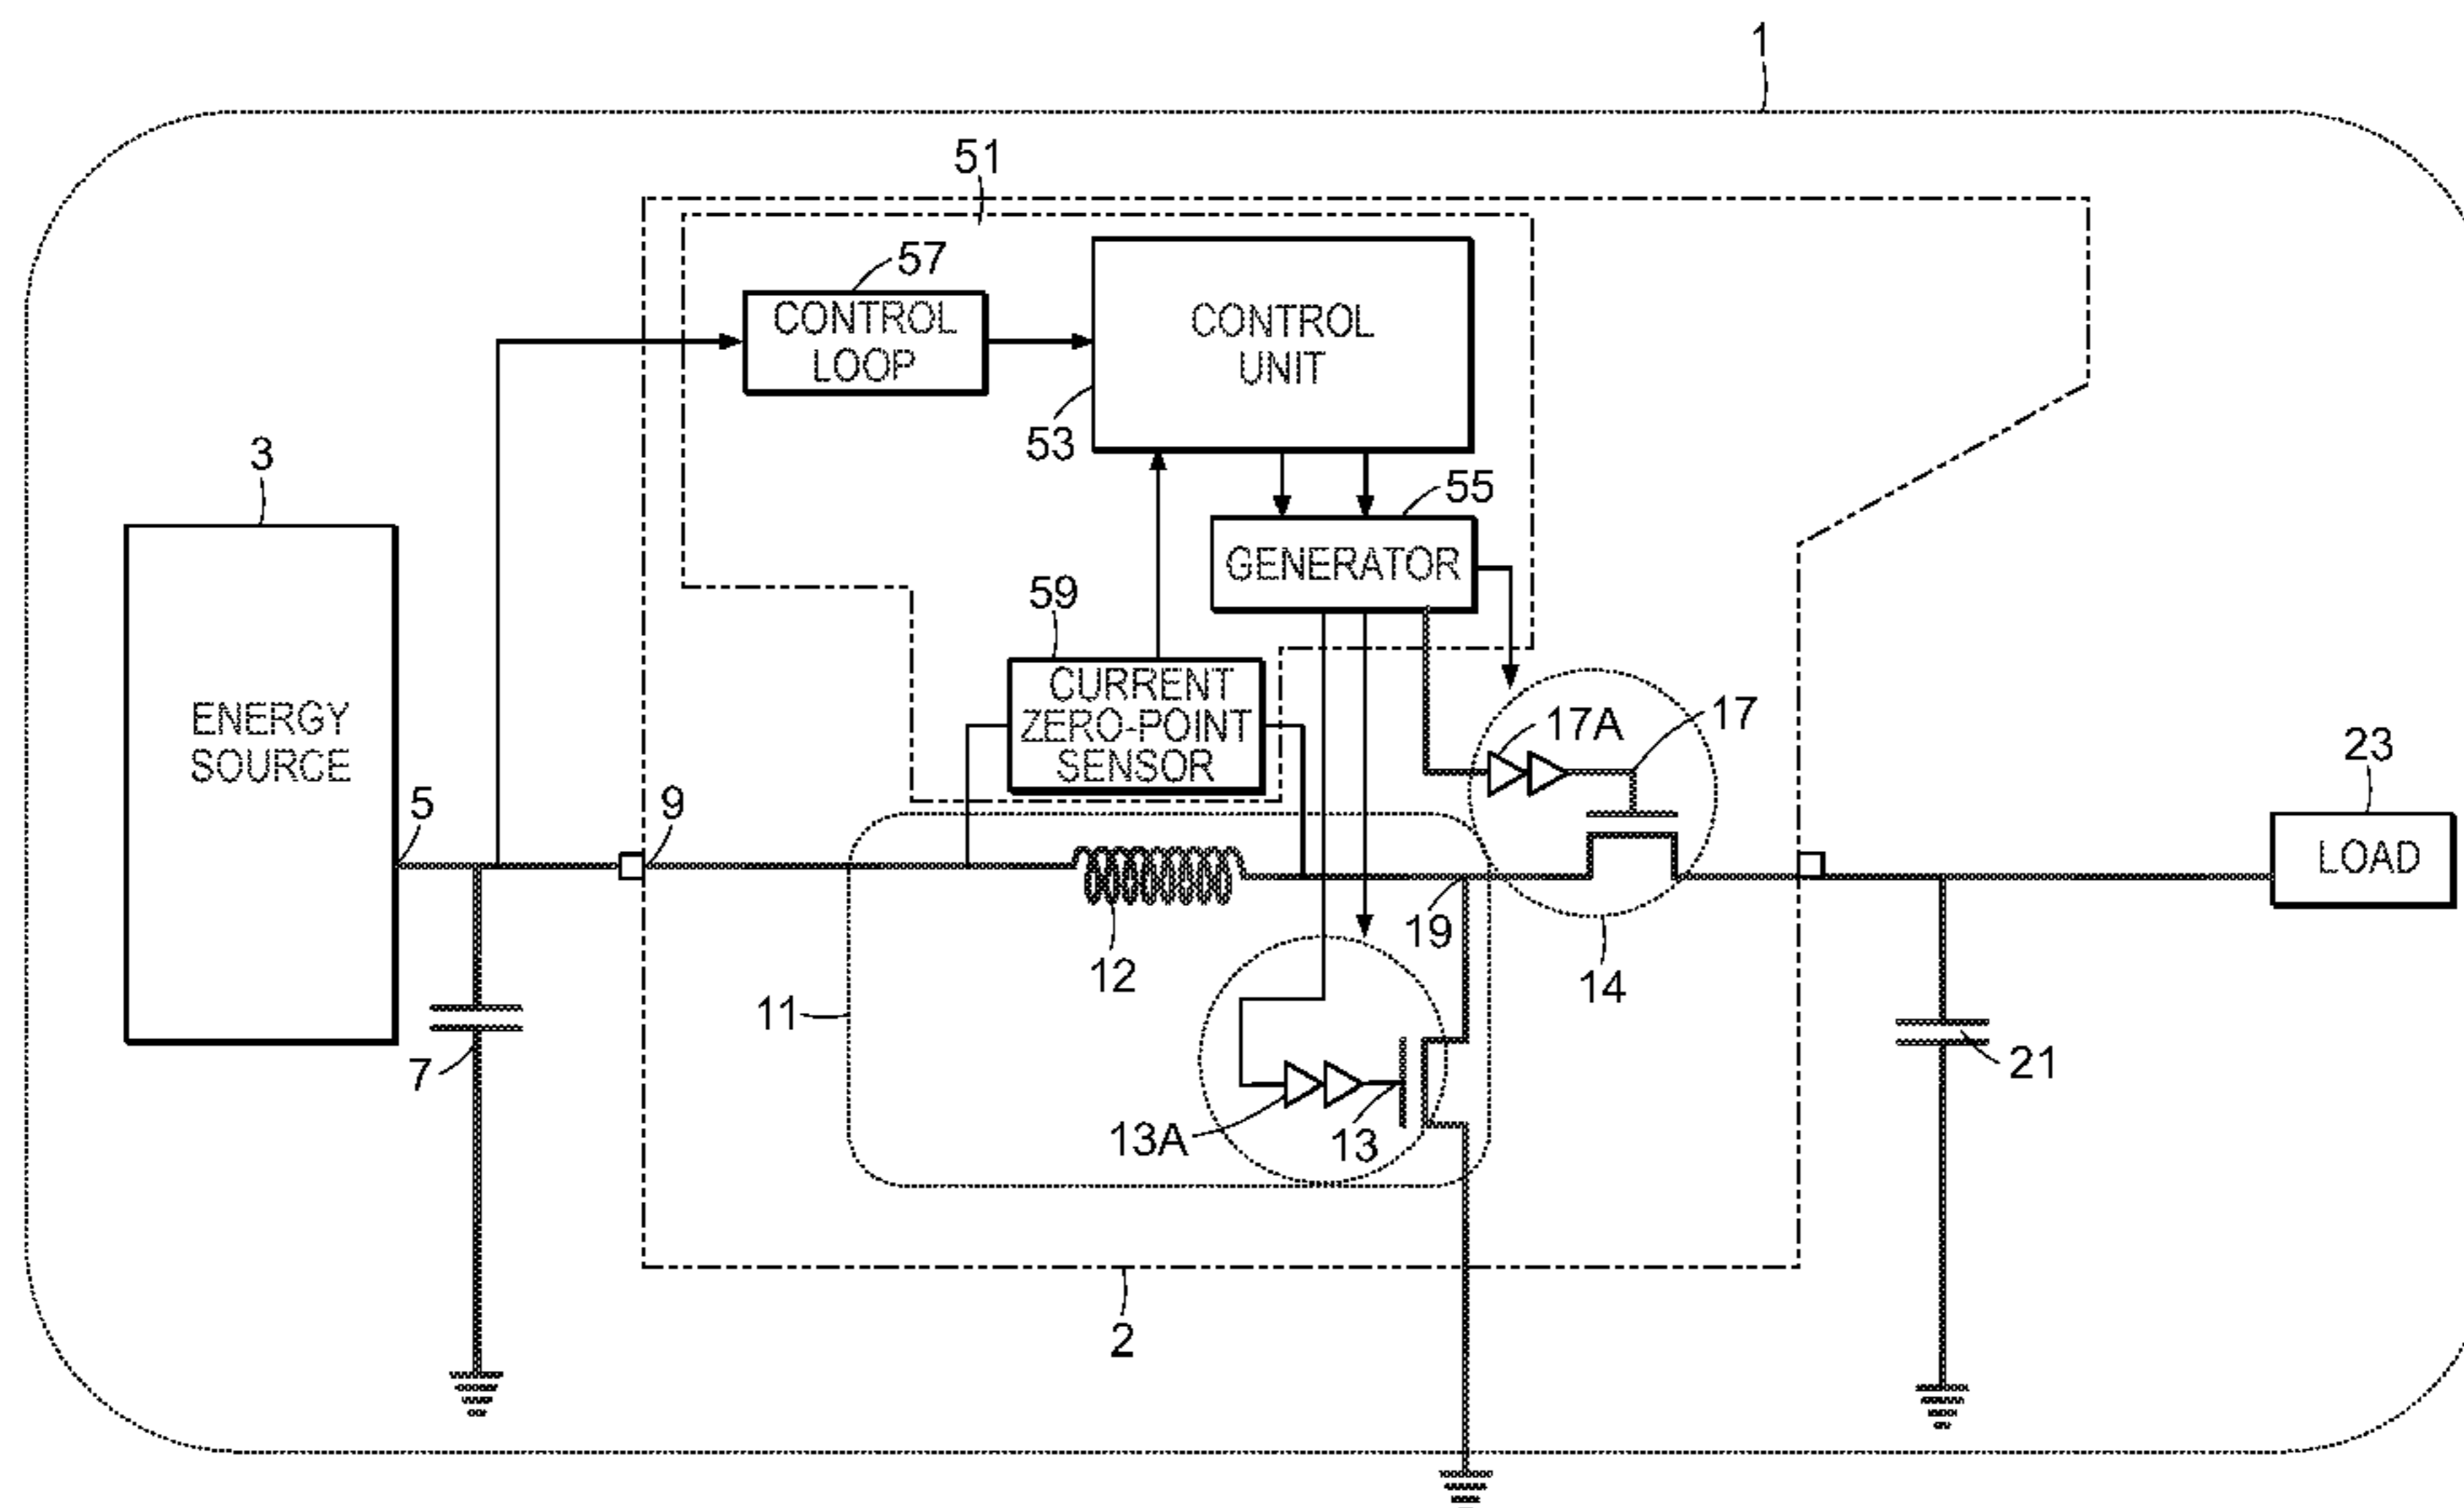 1
51
57
CONTROL
LOOP
CONTROL
UNIT
53
3
55
GENERATOR
59
CURRENT
ZERO-POINT
SENSOR
ENERGY
SOURCE
17A
17
23
LOAD
5
9
19
12
14
11
7
21
13A
13
2